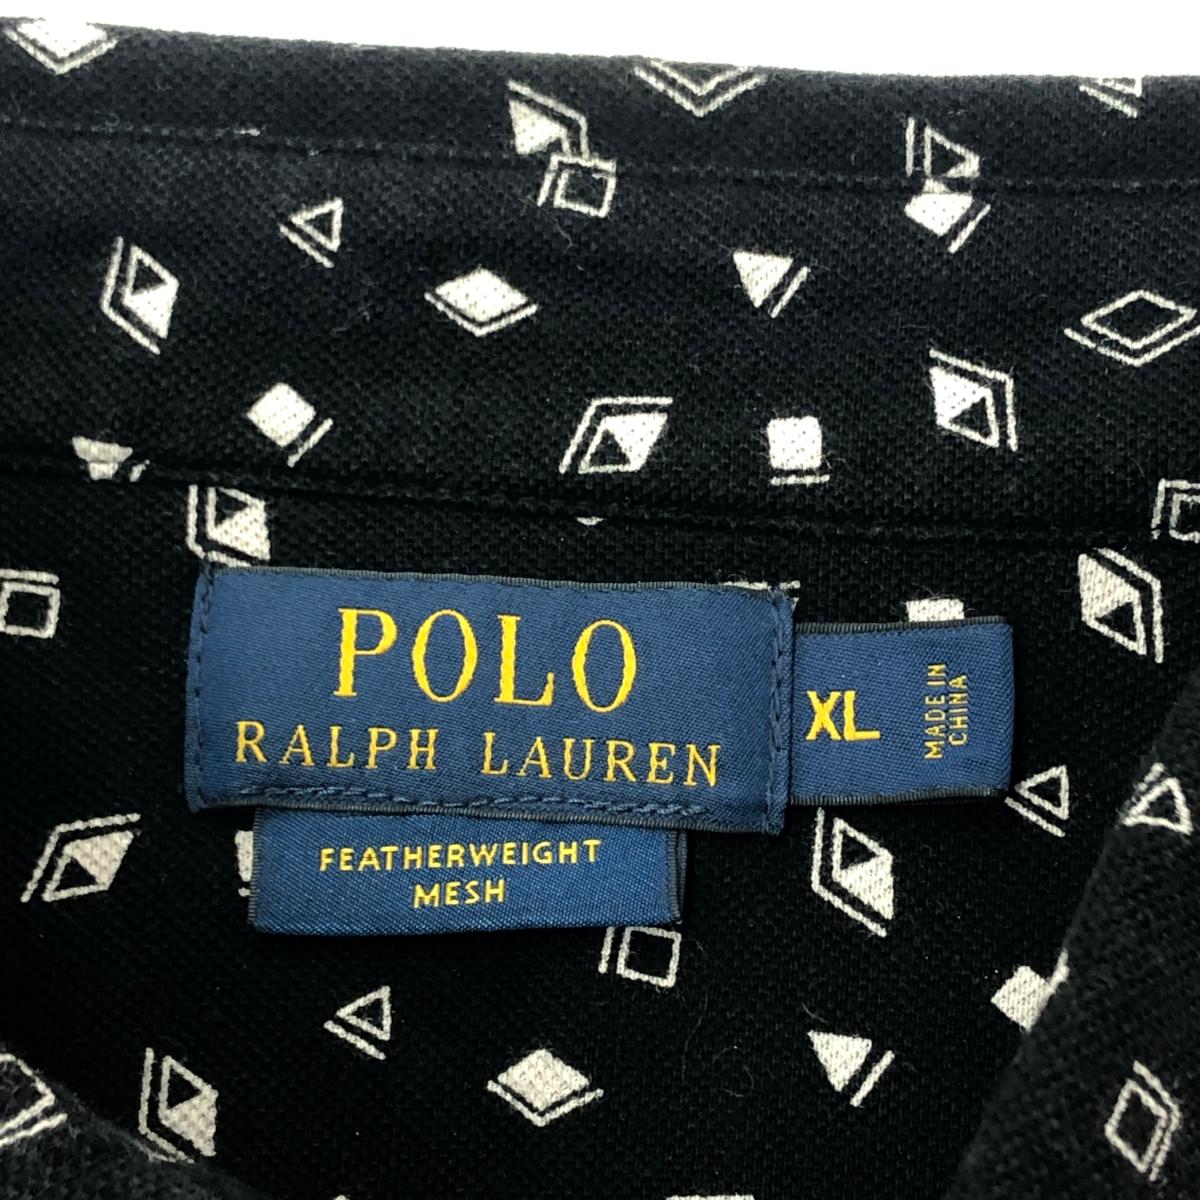 POLO
RALPH LAUREN
XL
MADE IN
CHINA
FEATHERWEIGHT
MESH